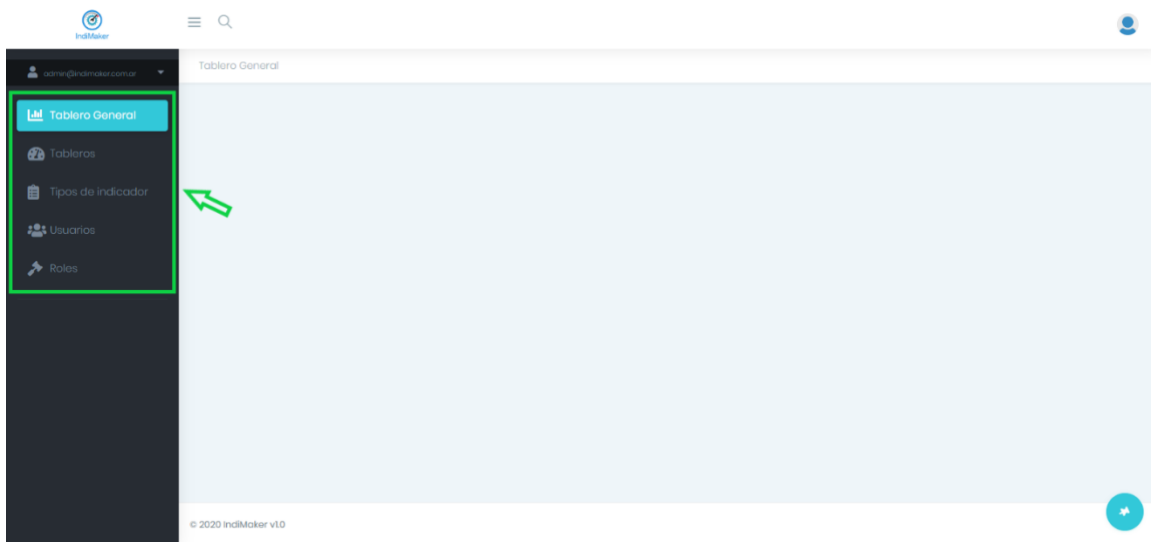 IndiMaker
admin@indimaker.com.ar
Tablero General
Tablero General
Tableros
Tipos de indicador
Usuarios
Roles
© 2020 IndiMaker v1.0